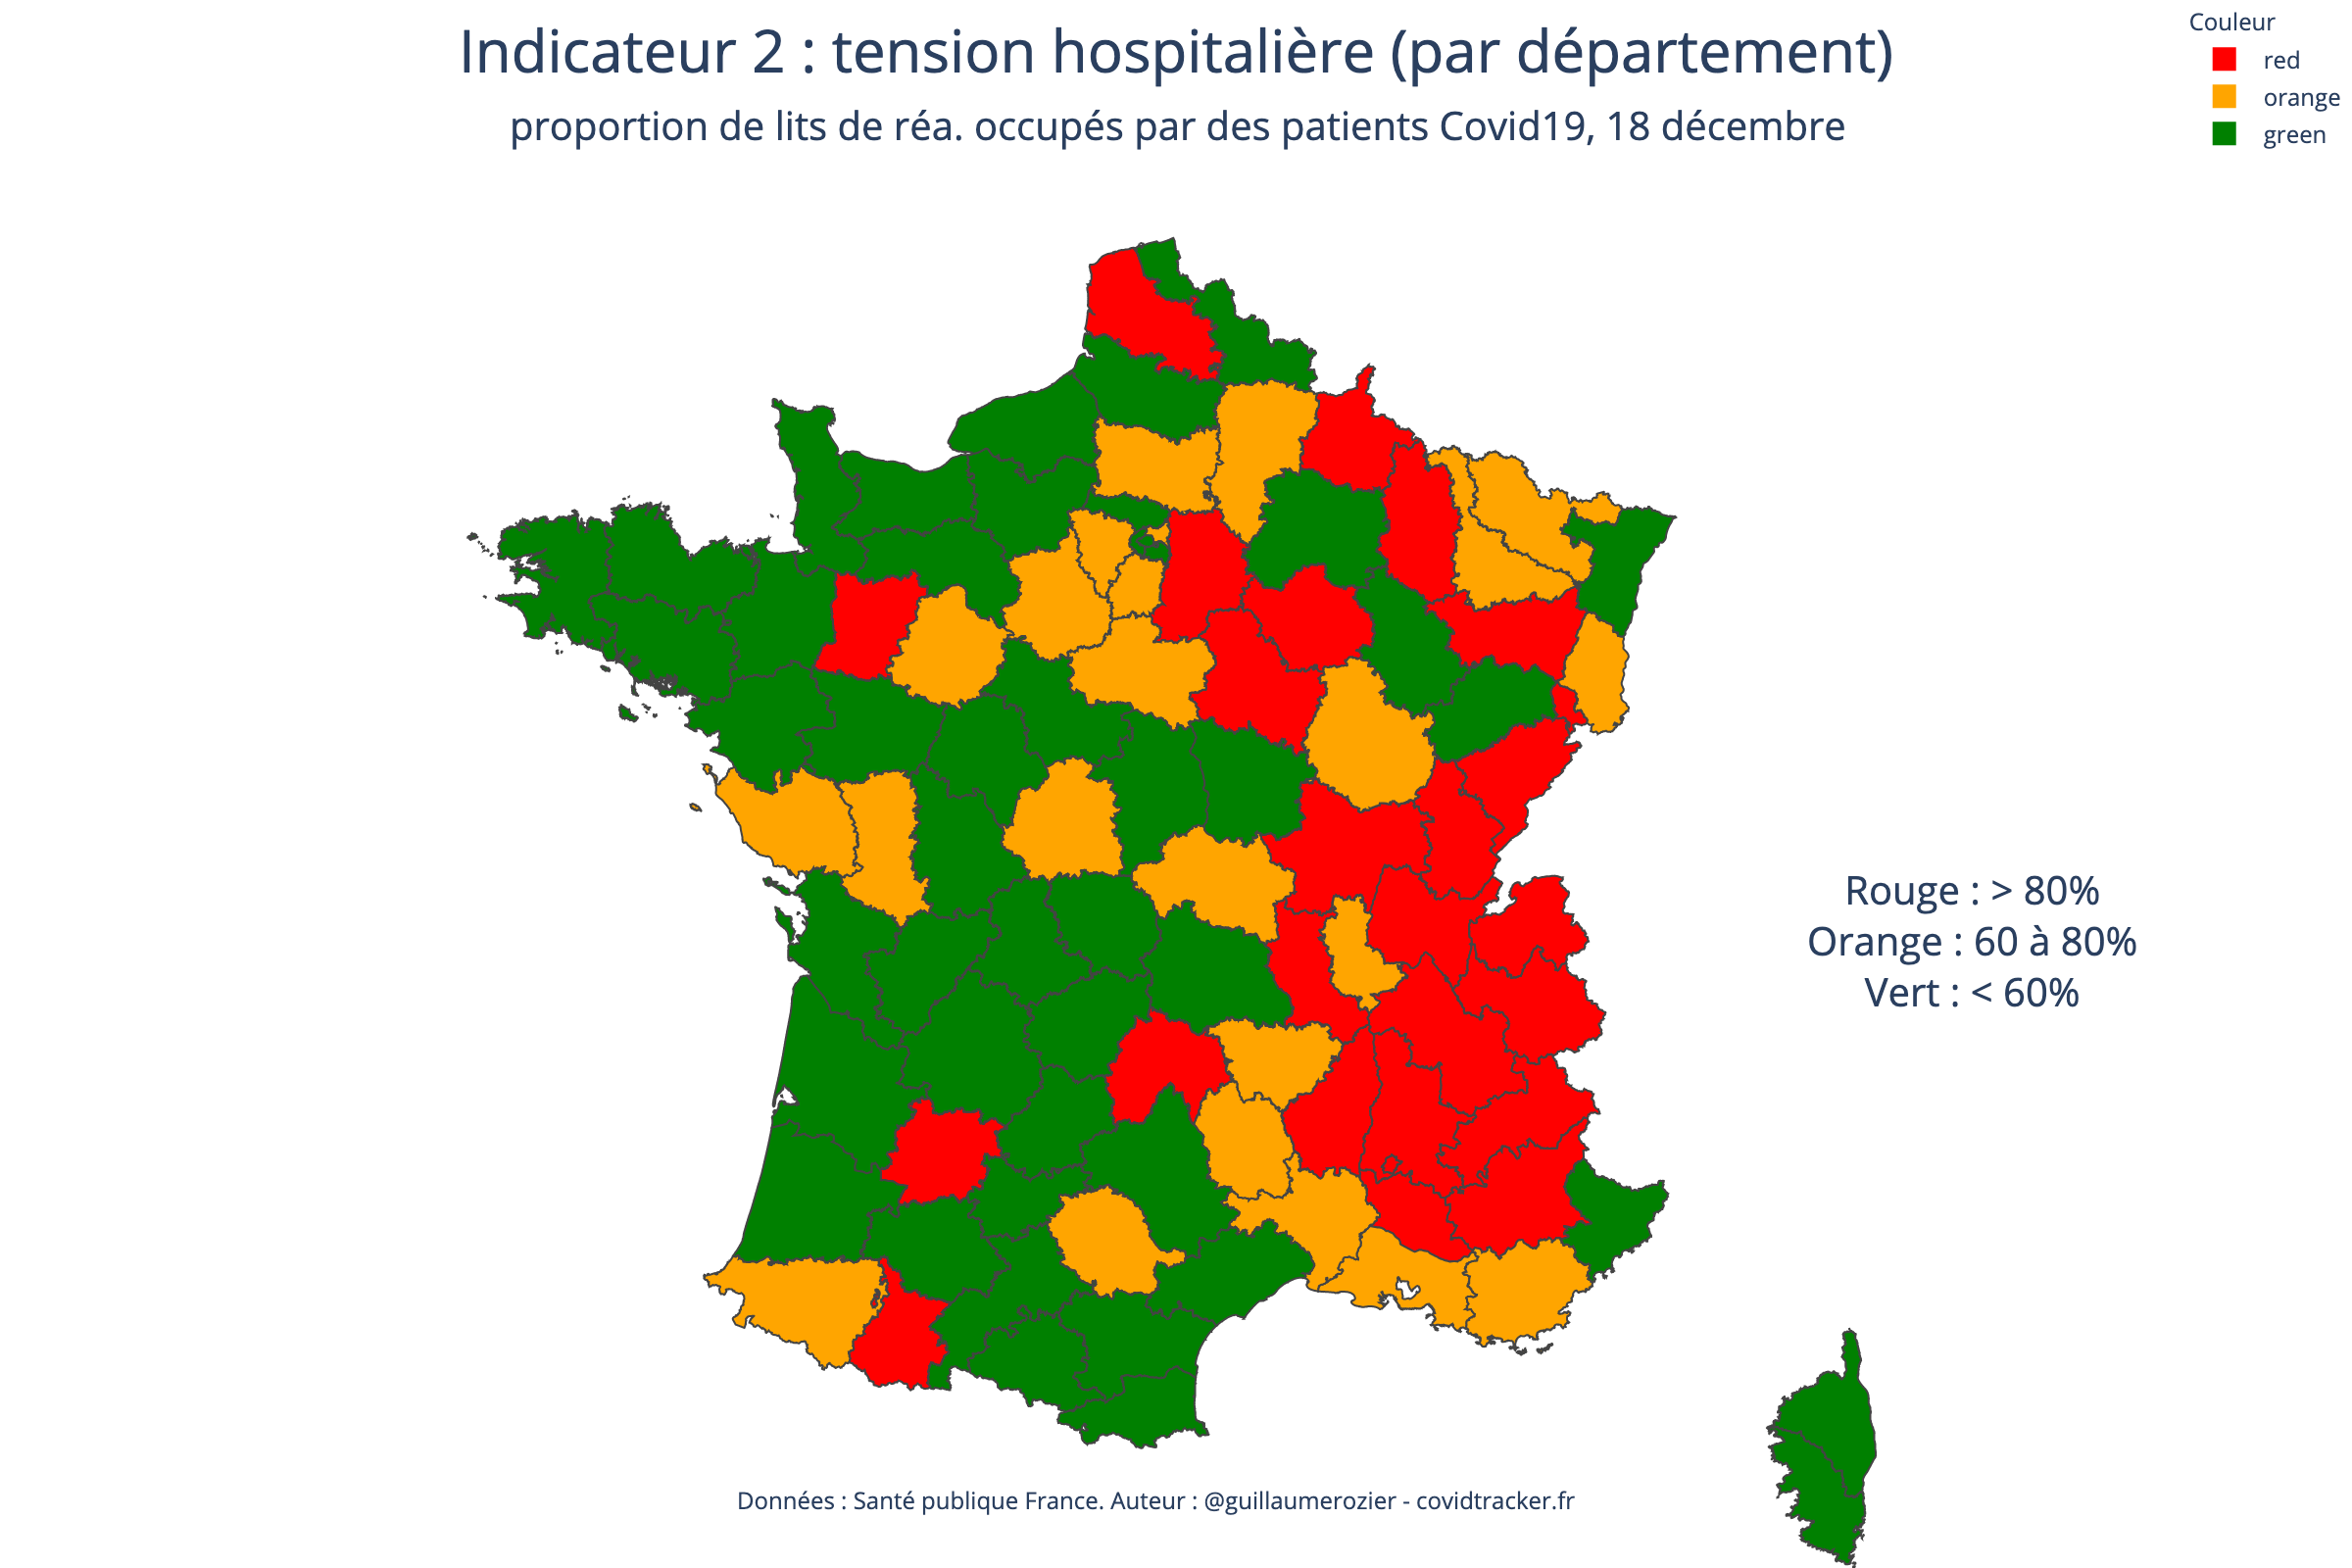 Indicateur 2 : tension hospitalière (par département)
proportion de lits de réa. occupés par des patients Covid19, 18 décembre
Couleur
red
orange
green
Rouge : > 80%
Orange : 60 à 80%
Vert : < 60%
Données : Santé publique France. Auteur : @guillaumerozier - covidtracker.fr